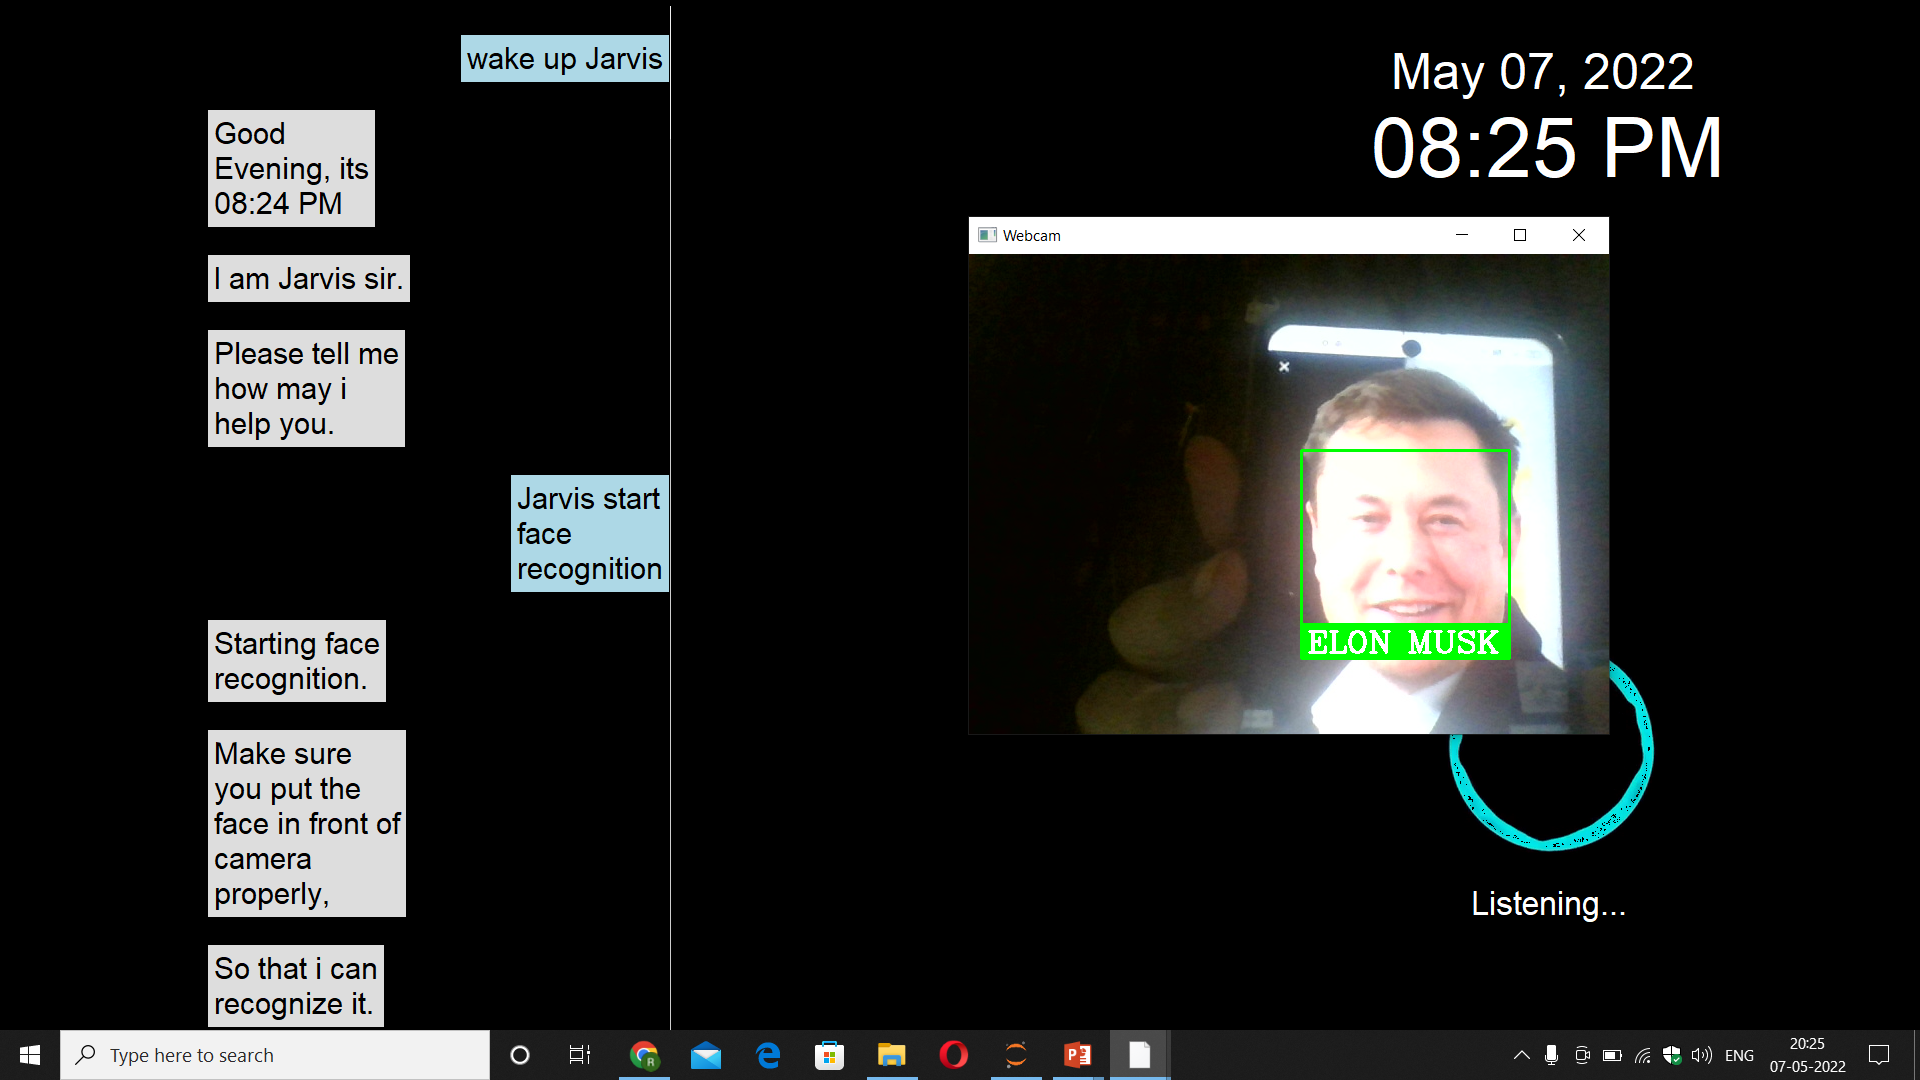 wake up Jarvis
Good
Evening, its
08:24 PM
I am Jarvis sir.
Please tell me
how may i
help you.
Jarvis start
face
recognition
Starting face
recognition.
Make sure
you put the
face in front of
camera
properly,
So that i can
recognize it.
May 07, 2022
08:25 PM
Webcam
ELON MUSK
Listening...
Type here to search
ENG
20:25
07-05-2022